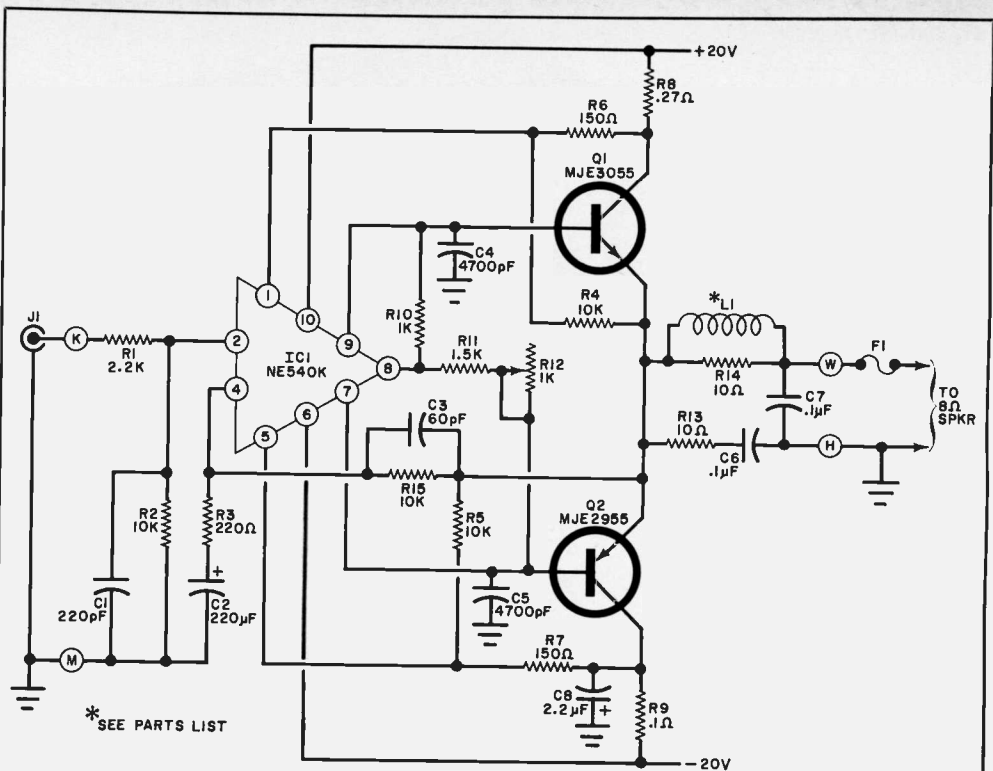 +20V
R8
.27Ω
R6
150Ω
Q1
MJE3055
C4
4700pF
1
10
9
R4
10K
*L1
J1
K
R1
2.2K
2
IC1
NE540K
8
R10
1K
R11
1.5K
R12
1K
R14
10Ω
W
F1
C7
.1µF
TO
8Ω
SPKR
4
7
6
5
C3
60pF
R13
10Ω
C6
.1µF
H
R15
10K
R5
10K
Q2
MJE2955
R2
10K
R3
220Ω
+
C1
220pF
C2
220µF
C5
4700pF
M
R7
150Ω
C8
2.2µF
+
R9
.1Ω
*SEE PARTS LIST
-20V